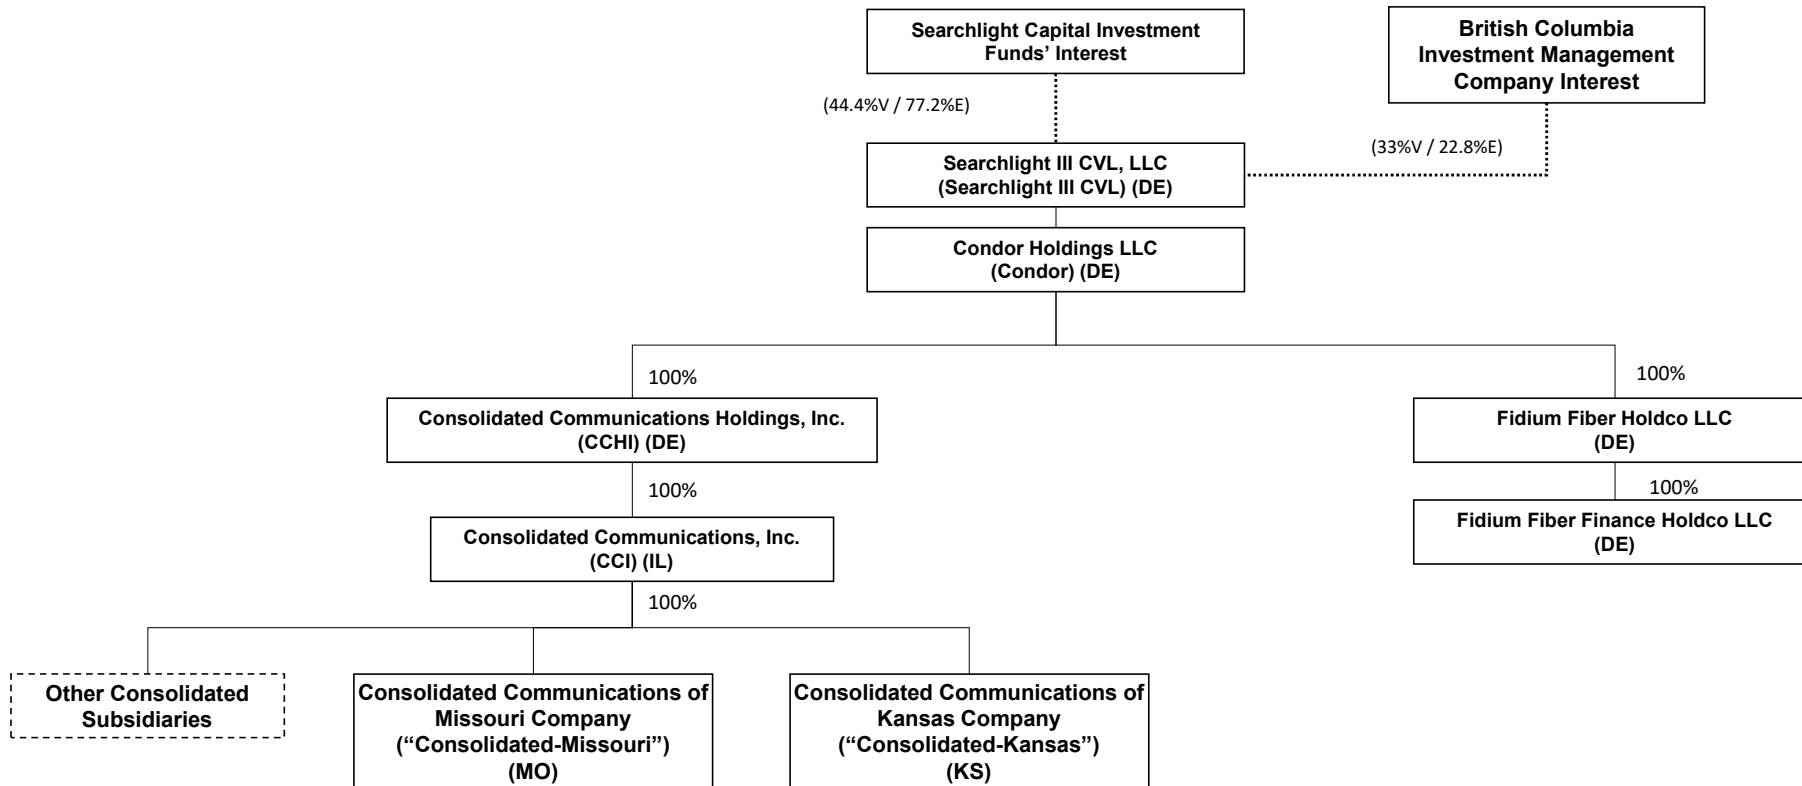 Searchlight Capital Investment
Funds’ Interest
British Columbia
Investment Management
Company Interest
(44.4%V / 77.2%E)
(33%V / 22.8%E)
Searchlight III CVL, LLC
(Searchlight III CVL) (DE)
Condor Holdings LLC
(Condor) (DE)
100%
100%
Consolidated Communications Holdings, Inc.
(CCHI) (DE)
Fidium Fiber Holdco LLC
(DE)
100%
100%
Consolidated Communications, Inc.
(CCI) (IL)
Fidium Fiber Finance Holdco LLC
(DE)
100%
Other Consolidated
Subsidiaries
Consolidated Communications of
Missouri Company
(“Consolidated-Missouri”)
(MO)
Consolidated Communications of
Kansas Company
(“Consolidated-Kansas”)
(KS)